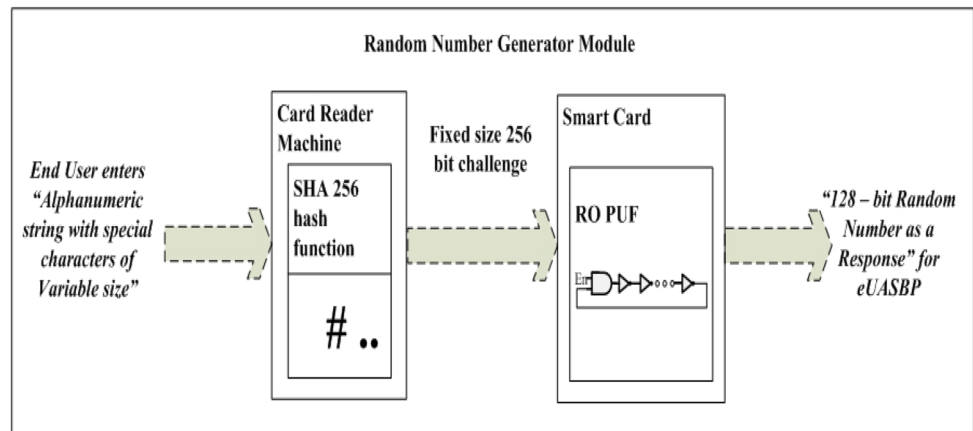 Random Number Generator Module
End User enters
“Alphanumeric
string with special
characters of
Variable size”
Card Reader
Machine
SHA 256
hash
function
# ..
Fixed size 256
bit challenge
Smart Card
RO PUF
En
“128 – bit Random
Number as a
Response” for
eUASBP